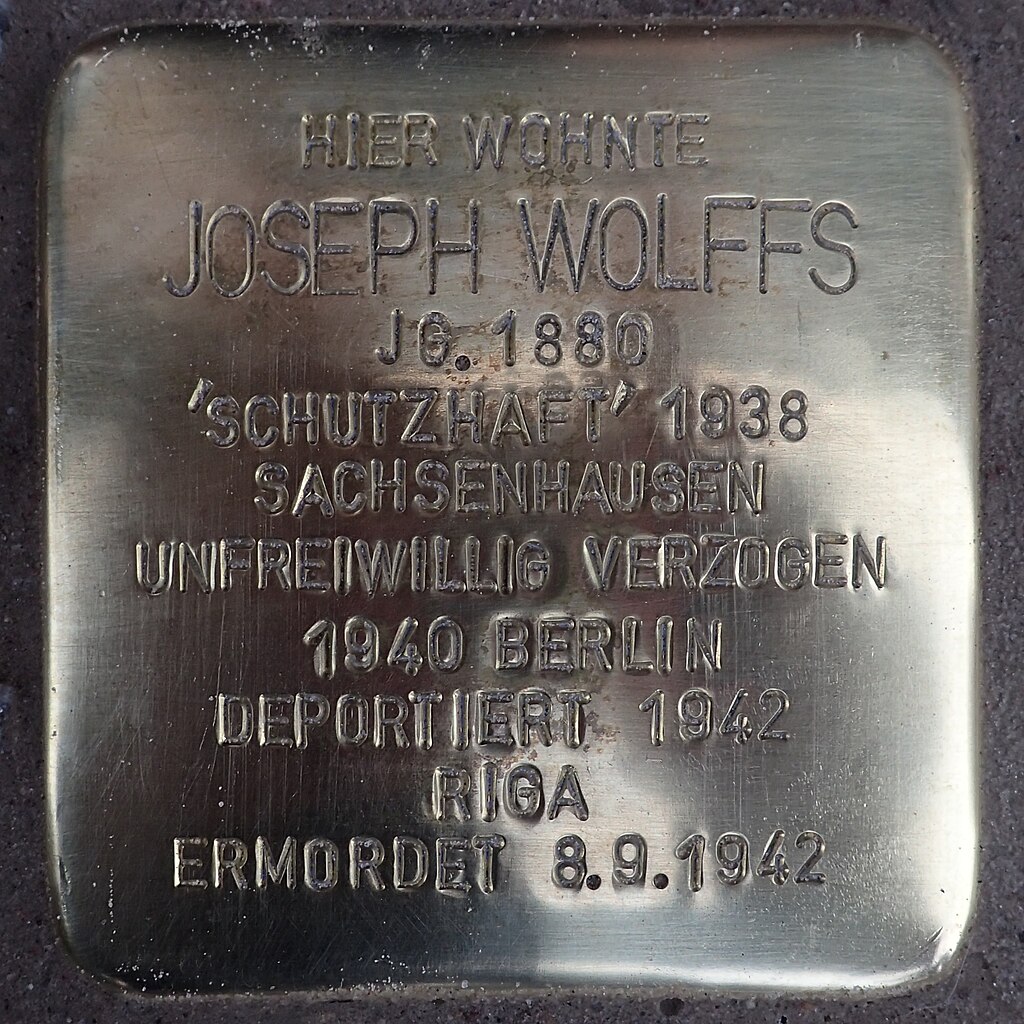 HIER WOHNTE
JOSEPH WOLFFS
JG. 1880
'SCHUTZHAFT' 1938
SACHSENHAUSEN
UNFREIWILLIG VERZOGEN
1940 BERLIN
DEPORTIERT 1942
RIGA
ERMORDET 8.9.1942